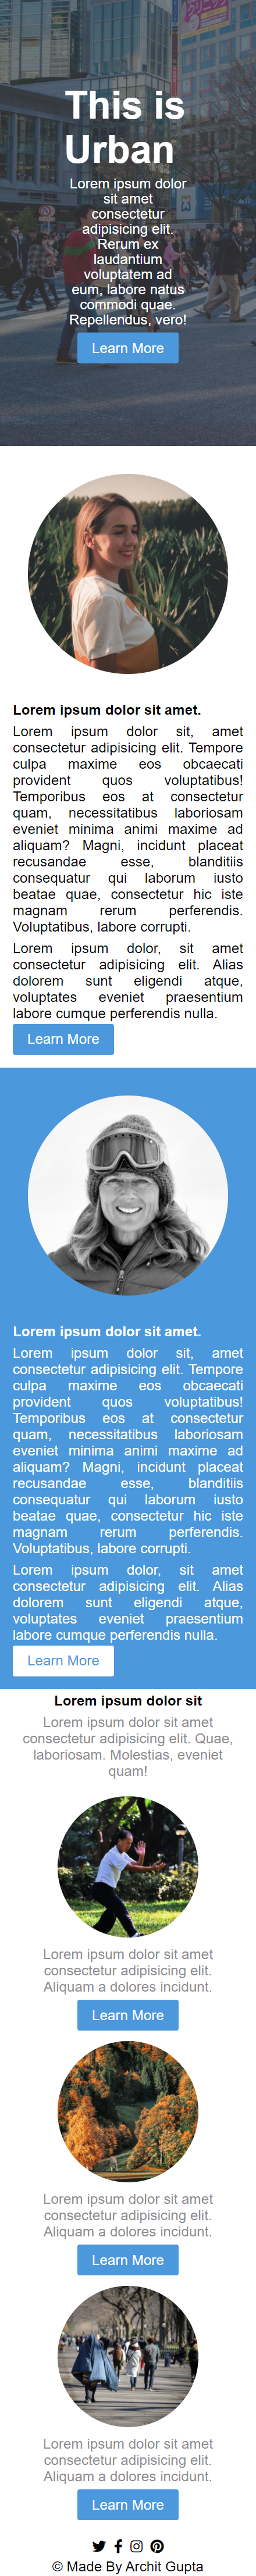 This is
Urban
Lorem ipsum dolor
sit amet
consectetur
adipisicing elit.
Rerum ex
laudantium
voluptatem ad
eum, labore natus
commodi quae.
Repellendus, vero!
Learn More
Lorem ipsum dolor sit amet.
Lorem ipsum dolor sit, amet
consectetur adipisicing elit. Tempore
culpa maxime eos obcaecati
provident quos voluptatibus!
Temporibus eos at consectetur
quam, necessitatibus laboriosam
eveniet minima animi maxime ad
aliquam? Magni, incidunt placeat
recusandae esse, blanditiis
consequatur qui laborum iusto
beatae quae, consectetur hic iste
magnam rerum perferendis.
Voluptatibus, labore corrupti.
Lorem ipsum dolor, sit amet
consectetur adipisicing elit. Alias
dolorem sunt eligendi atque,
voluptates eveniet praesentium
labore cumque perferendis nulla.
Learn More
Lorem ipsum dolor sit amet.
Lorem ipsum dolor sit, amet
consectetur adipisicing elit. Tempore
culpa maxime eos obcaecati
provident quos voluptatibus!
Temporibus eos at consectetur
quam, necessitatibus laboriosam
eveniet minima animi maxime ad
aliquam? Magni, incidunt placeat
recusandae esse, blanditiis
consequatur qui laborum iusto
beatae quae, consectetur hic iste
magnam rerum perferendis.
Voluptatibus, labore corrupti.
Lorem ipsum dolor, sit amet
consectetur adipisicing elit. Alias
dolorem sunt eligendi atque,
voluptates eveniet praesentium
labore cumque perferendis nulla.
Learn More
Lorem ipsum dolor sit
Lorem ipsum dolor sit amet
consectetur adipisicing elit. Quae,
laboriosam. Molestias, eveniet
quam!
Lorem ipsum dolor sit amet
consectetur adipisicing elit.
Aliquam a dolores incidunt.
Learn More
Lorem ipsum dolor sit amet
consectetur adipisicing elit.
Aliquam a dolores incidunt.
Learn More
Lorem ipsum dolor sit amet
consectetur adipisicing elit.
Aliquam a dolores incidunt.
Learn More
© Made By Archit Gupta